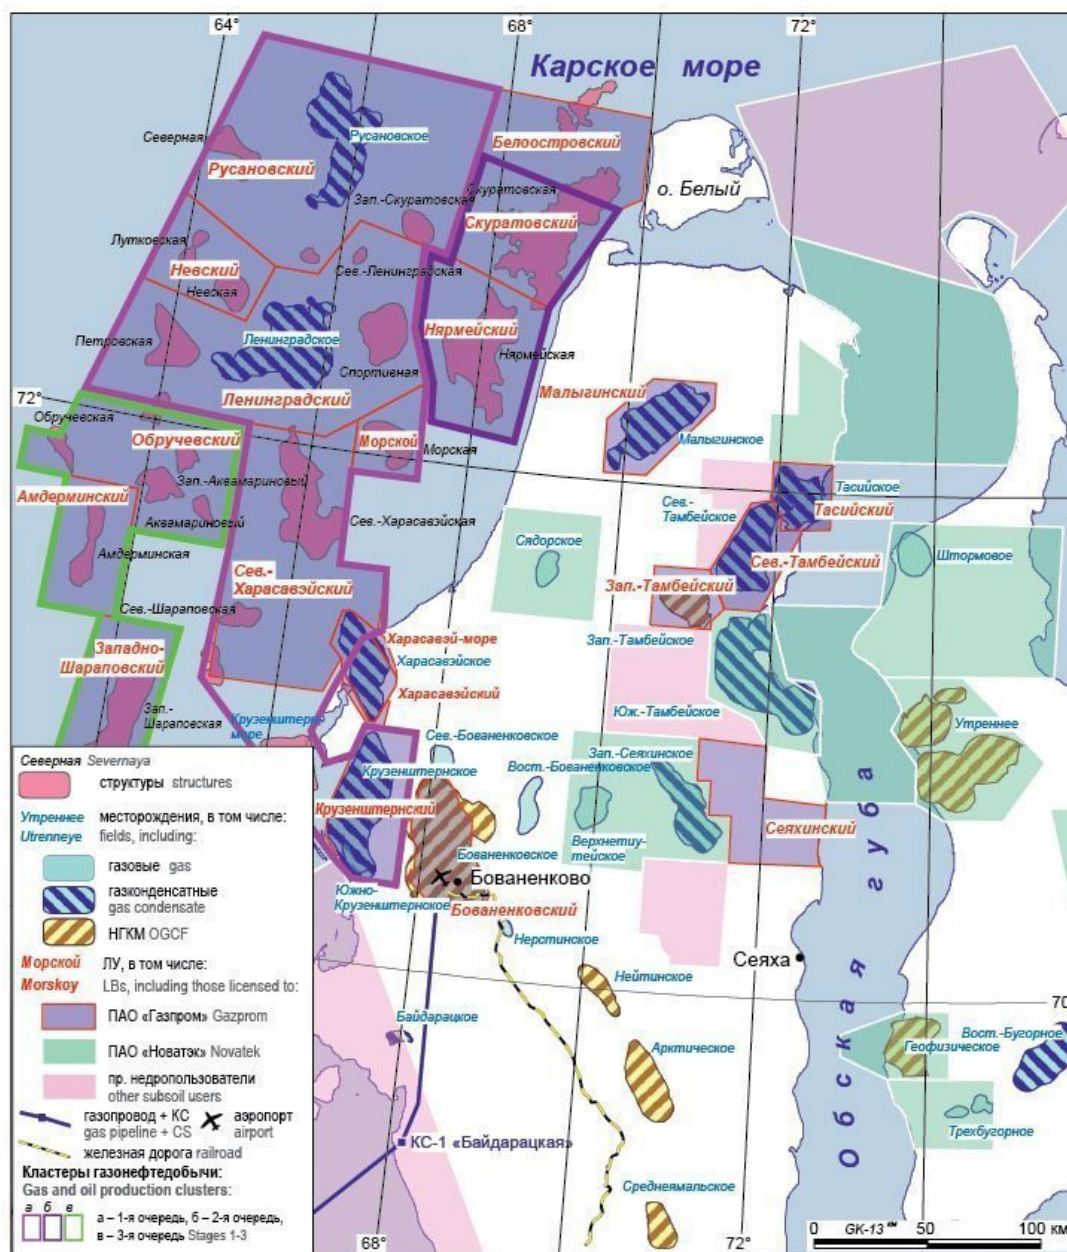 64°
68°
72°
Карское море
Северная
Русановское
Русановский
Белоостровский
Скуратовская
о. Белый
Зап.-Скуратовская
Скуратовский
Лутковская
Невский
Сев.-Ленинградская
Невская
Петровская
Ленинградское
Нярмейский
Нярмейская
Спортивная
Ленинградский
Малыгинский
72°
Обручевская
Обручевский
Морской
Морская
Малыгинское
Зап.-Аквамариновый
Амдерминский
Аквамариновый
Сев.-
Тамбейское
Тасийское
Тасийский
Сев.-Харасавэйская
Амдерминская
Сядорское
Штормовое
Сев.-Тамбейский
Сев.-
Харасавэйский
Зап.-Тамбейский
Сев.-Шараповская
Западно-
Шараповский
Харасавэй-море
Зап.-Тамбейское
Харасавэйское
Харасавэйский
Зап.-
Шараповская
Юж.-Тамбейское
Утреннее
Крузенштерн-
море
Сев.-Бованенковское
Зап.-Сеяхинское
Вост.-Бованенковское
Крузенштернское
Крузенштернский
Сеяхинский
Верхнетиу-
тейское
Бованенковское
Бованенково
Южно-
Крузенштернское
Бованенковский
Нерстинское
Сеяха
Нейтинское
Обская губа
70
Байдарацкое
Арктическое
Вост.-Бугорное
Геофизическое
Трехбугорное
КС-1 «Байдарацкая»
Среднеямальское
68°
72°
0 GK-13 км 50 100 км
Северная Severnaya
структуры structures
Утреннее месторождения, в том числе:
Utrenneye fields, including:
газовые gas
газконденсатные
gas condensate
НГКМ OGCF
Морской ЛУ, в том числе:
Morskoy LBs, including those licensed to:
ПАО «Газпром» Gazprom
ПАО «Новатэк» Novatek
пр. недропользователи
other subsoil users
газопровод + КС аэропорт
gas pipeline + CS airport
железная дорога railroad
Кластеры газонефтедобычи:
Gas and oil production clusters:
а б в
а – 1-я очередь, б – 2-я очередь,
в – 3-я очередь Stages 1-3